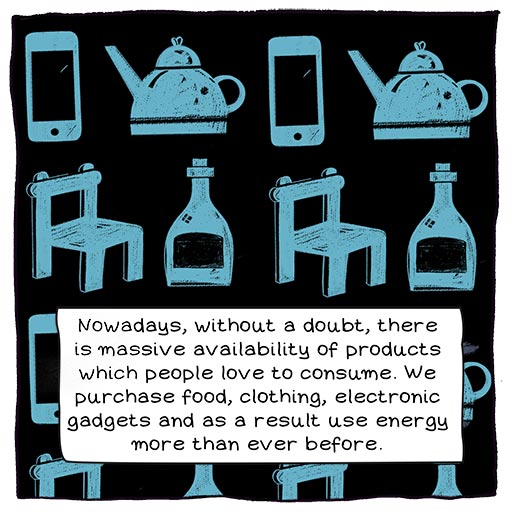 Nowadays, without a doubt, there
is massive availability of products
which people love to consume. We
purchase food, clothing, electronic
gadgets and as a result use energy
more than ever before.